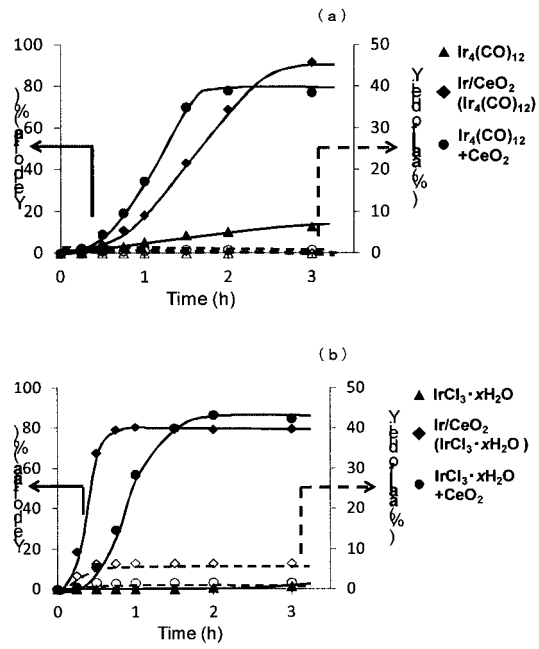 (a)
100
80
60
40
20
0
50
40
30
20
10
0
0
1
2
3
Time (h)
Ir₄(CO)₁₂
Ir/CeO₂
(Ir₄(CO)₁₂)
Ir₄(CO)₁₂
+CeO₂
(b)
100
80
60
40
20
0
50
40
30
20
10
0
0
1
2
3
Time (h)
IrCl₃·xH₂O
Ir/CeO₂
(IrCl₃·xH₂O)
IrCl₃·xH₂O
+CeO₂